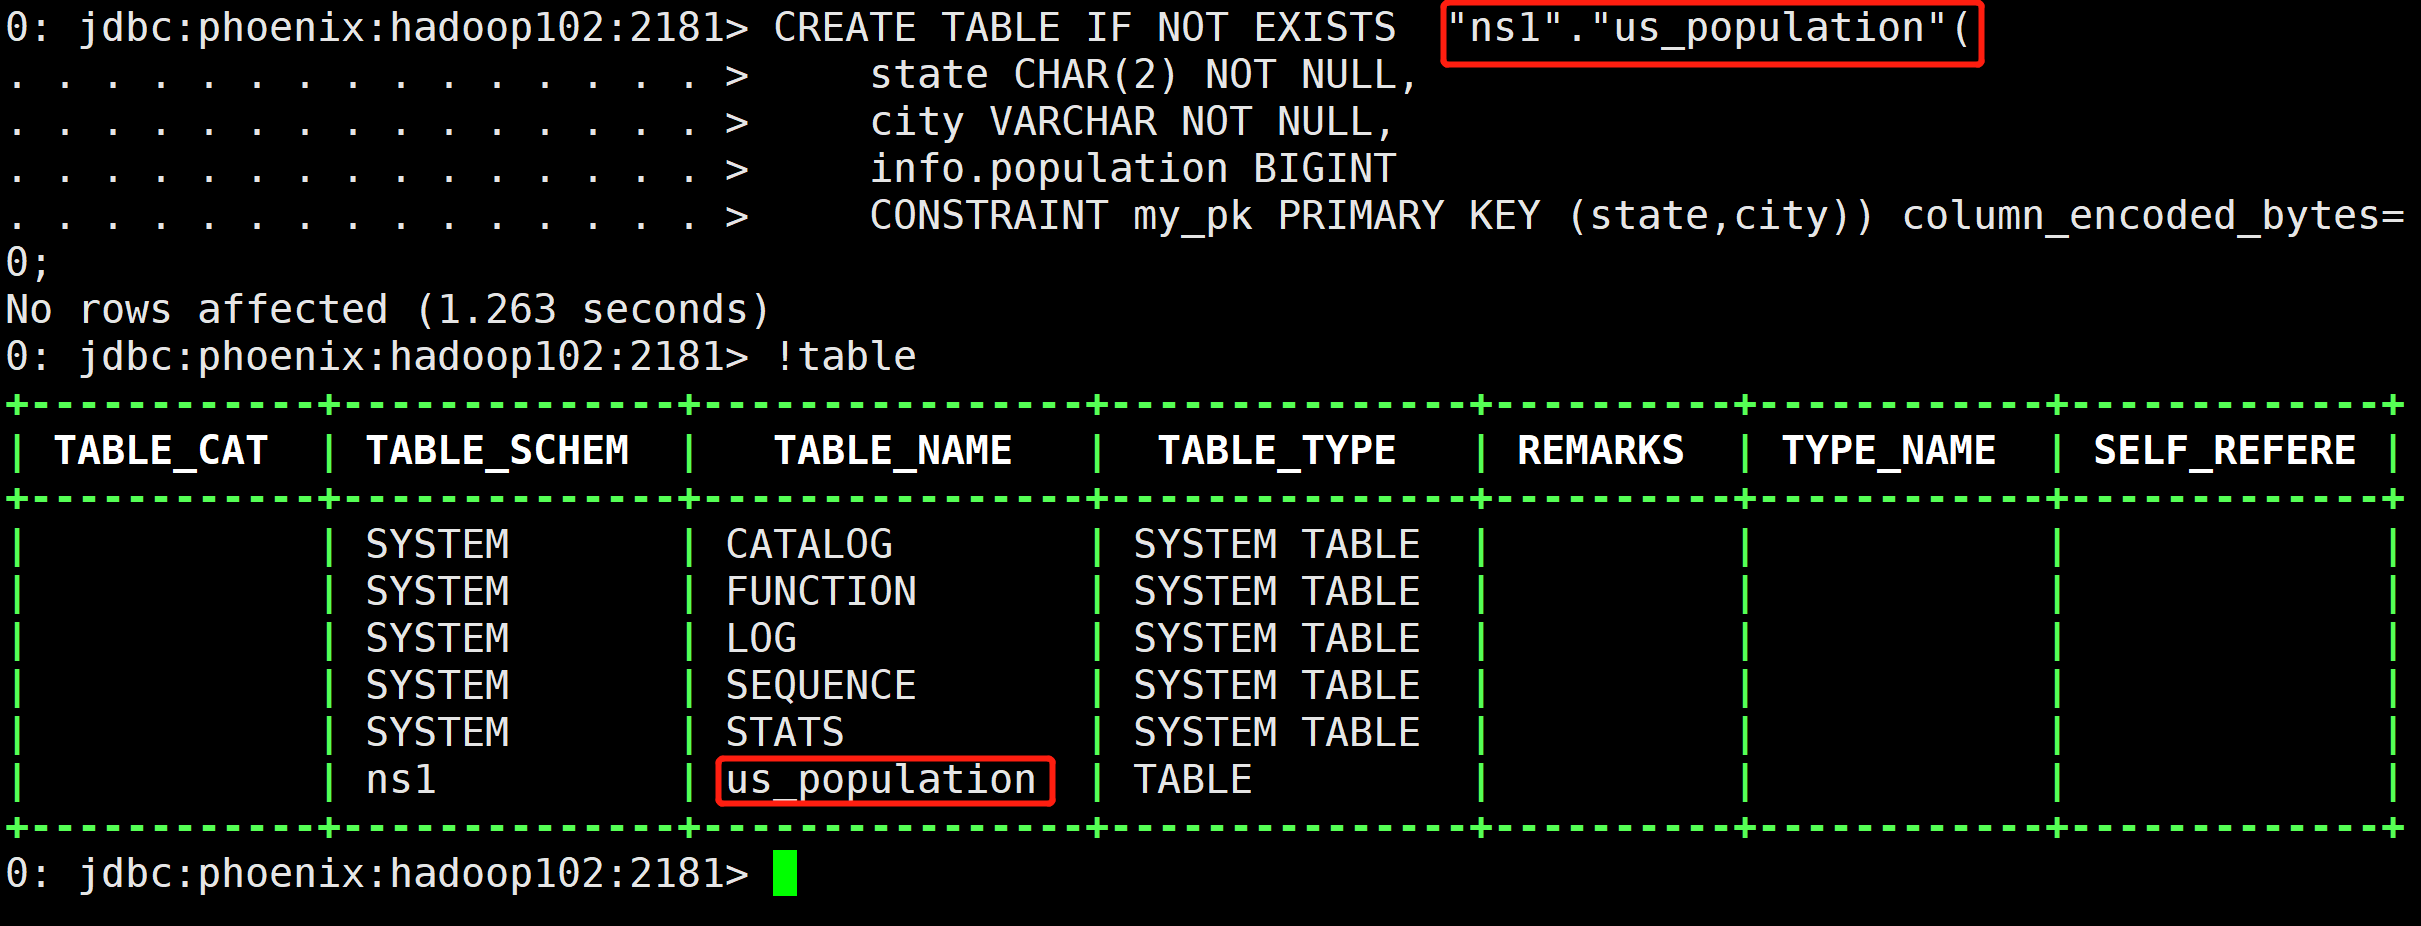 0: jdbc:phoenix:hadoop102:2181> CREATE TABLE IF NOT EXISTS  "ns1"."us_population"(
. . . . . . . . . . . . . . . >     state CHAR(2) NOT NULL,
. . . . . . . . . . . . . . . >     city VARCHAR NOT NULL,
. . . . . . . . . . . . . . . >     info.population BIGINT
. . . . . . . . . . . . . . . >     CONSTRAINT my_pk PRIMARY KEY (state,city)) column_encoded_bytes=
0;
No rows affected (1.263 seconds)
0: jdbc:phoenix:hadoop102:2181> !table
+------------+--------------+----------------+---------------+----------+------------+-------------+
| TABLE_CAT  | TABLE_SCHEM  |   TABLE_NAME   |  TABLE_TYPE   | REMARKS  | TYPE_NAME  | SELF_REFERE |
+------------+--------------+----------------+---------------+----------+------------+-------------+
|            | SYSTEM       | CATALOG        | SYSTEM TABLE  |          |            |             |
|            | SYSTEM       | FUNCTION       | SYSTEM TABLE  |          |            |             |
|            | SYSTEM       | LOG            | SYSTEM TABLE  |          |            |             |
|            | SYSTEM       | SEQUENCE       | SYSTEM TABLE  |          |            |             |
|            | SYSTEM       | STATS          | SYSTEM TABLE  |          |            |             |
|            | ns1          | us_population  | TABLE         |          |            |             |
+------------+--------------+----------------+---------------+----------+------------+-------------+
0: jdbc:phoenix:hadoop102:2181>